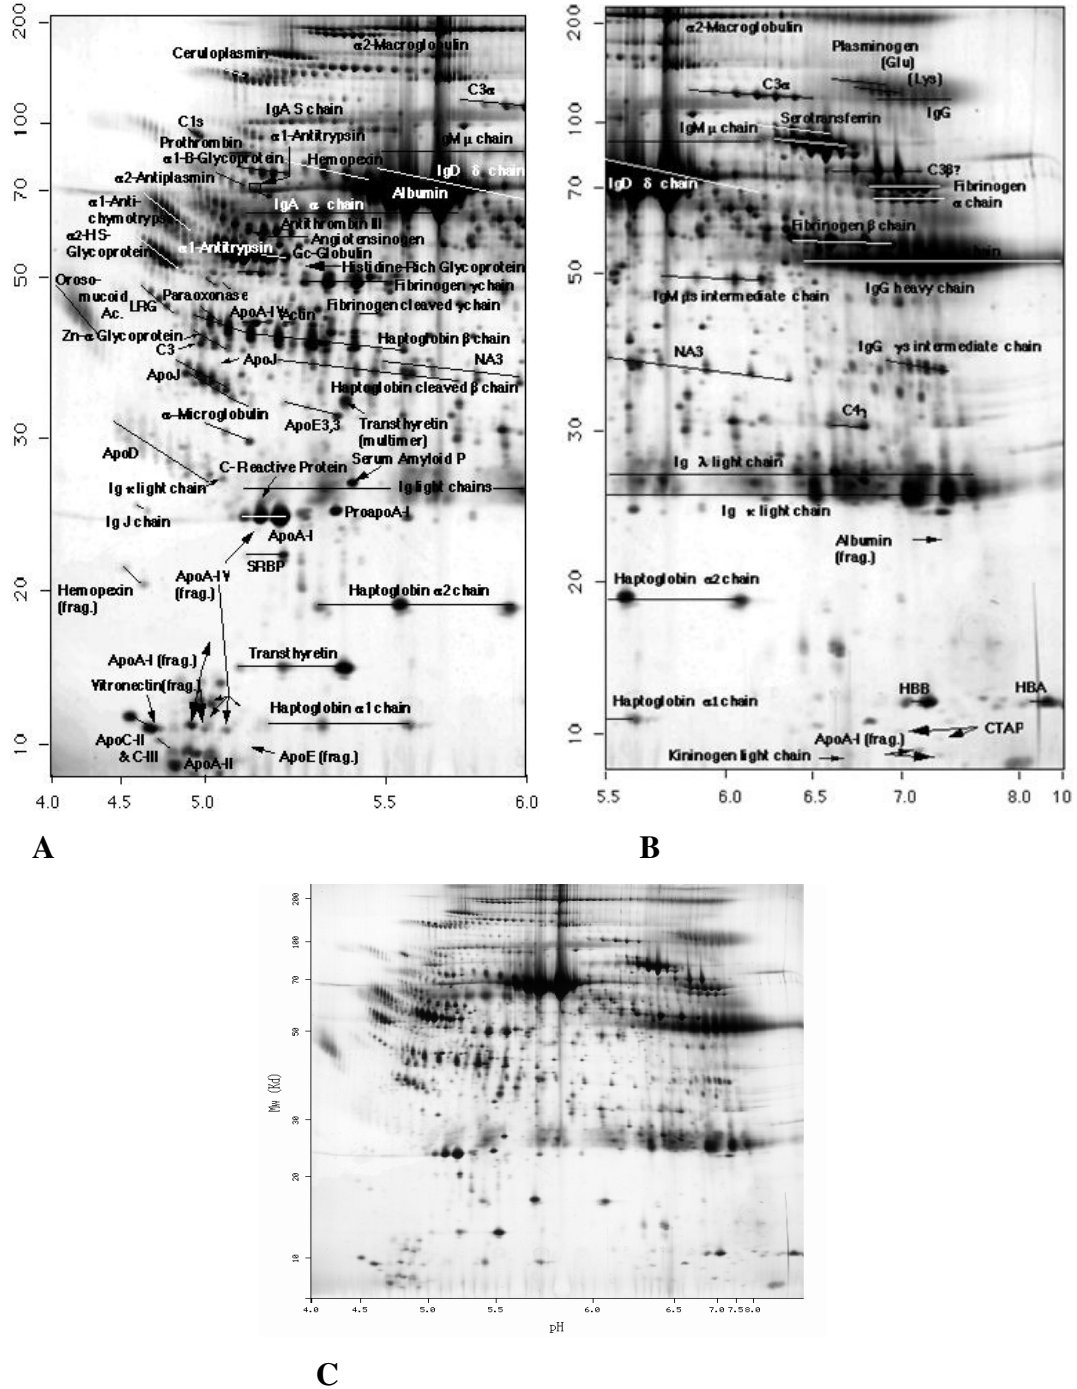 200
100
70
50
30
20
10
4.0
4.5
5.0
5.5
6.0
α2-Macroglobulin
Ceruloplasmin
C3α
IgA S chain
C1s
α1-Antitrypsin
IgM μ chain
Prothrombin
α1-B-Glycoprotein
Hemopexin
IgD δ chain
α2-Antiplasmin
Albumin
α1-Anti-
chymotryps
IgA α chain
Antithrombin III
α2-HS-
Glycoprotein
α1-Antitrypsin
Angiotensinogen
Gc-Globulin
Histidine-Rich Glycoprotein
Oroso-
mucoid
Ac.
LRG
Paraoxonase
Fibrinogen γchain
ApoA-IV
Actin
Fibrinogen cleaved γchain
Zn-α Glycoprotein
Haptoglobin β chain
C3
ApoJ
NA3
ApoJ
Haptoglobin cleaved β chain
α-Microglobulin
ApoE3,3
Transthyretin
(multimer)
ApoD
C-Reactive Protein
Serum Amyloid P
Ig κ light chain
Ig light chains
Ig J chain
ProapoA-I
ApoA-I
SRBP
Hemopexin
(frag.)
ApoA-IV
(frag.)
Haptoglobin α2 chain
ApoA-I (frag.)
Transthyretin
Vitronectin(frag.)
Haptoglobin α1 chain
ApoC-II
& C-III
ApoA-II
ApoE (frag.)
A
200
100
70
50
30
20
10
5.5
6.0
6.5
7.0
8.0
10
α2-Macroglobulin
Plasminogen
(Glu)
(Lys)
C3α
IgG
IgM μ chain
Serotransferrin
IgD δ chain
C3β?
Fibrinogen
α chain
Fibrinogen β chain
chain
IgM μs intermediate chain
IgG heavy chain
NA3
IgG γs intermediate chain
Ig λ light chain
Ig κ light chain
Albumin
(frag.)
Haptoglobin α2 chain
Haptoglobin α1 chain
HBB
HBA
CTAP
ApoA-I (frag.)
Kininogen light chain
B
200
100
70
50
30
20
10
Mw (Kd)
4.0
4.5
5.0
5.5
6.0
6.5
7.0
7.5
8.0
pH
C